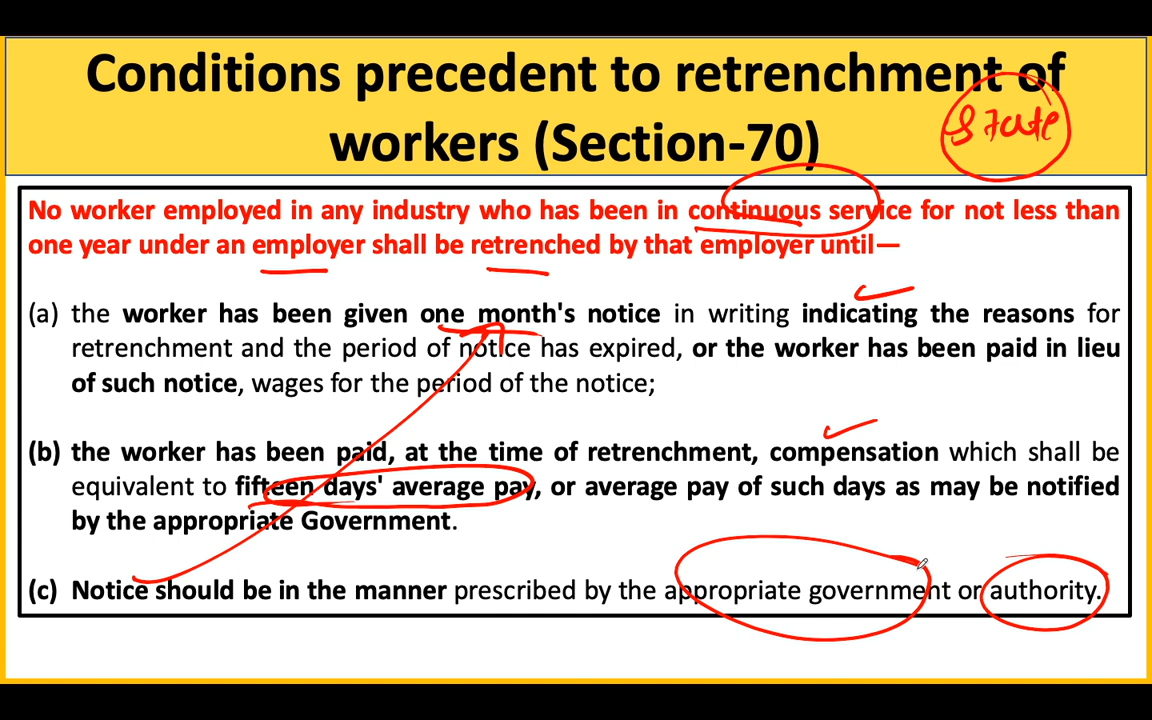 Conditions precedent to retrenchment of
workers (Section-70)
State
No worker employed in any industry who has been in continuous service for not less than
one year under an employer shall be retrenched by that employer until—
(a) the worker has been given one month's notice in writing indicating the reasons for
retrenchment and the period of notice has expired, or the worker has been paid in lieu
of such notice, wages for the period of the notice;
(b) the worker has been paid, at the time of retrenchment, compensation which shall be
equivalent to fifteen days' average pay, or average pay of such days as may be notified
by the appropriate Government.
(c) Notice should be in the manner prescribed by the appropriate government or authority.